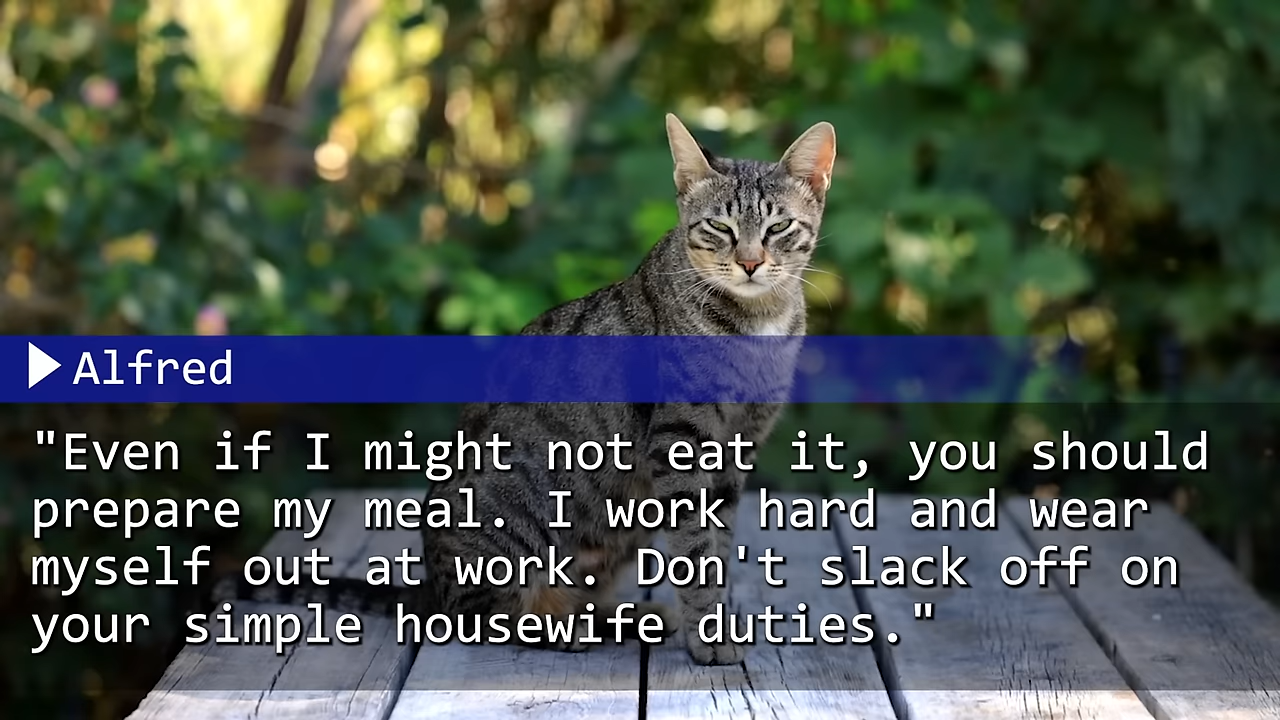 Alfred
"Even if I might not eat it, you should
prepare my meal. I work hard and wear
myself out at work. Don't slack off on
your simple housewife duties."